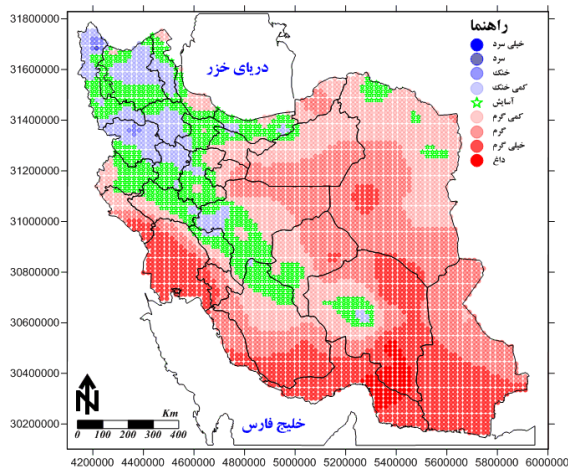 راهنما
خیلی سرد
سرد
خنک
کمی خنک
آسایش
کمی گرم
گرم
خیلی گرم
داغ
دریای خزر
خلیج فارس
31800000
31600000
31400000
31200000
31000000
30800000
30600000
30400000
30200000
N
Km
0 100 200 300 400
4200000 4400000 4600000 4800000 5000000 5200000 5400000 5600000 5800000 6000000